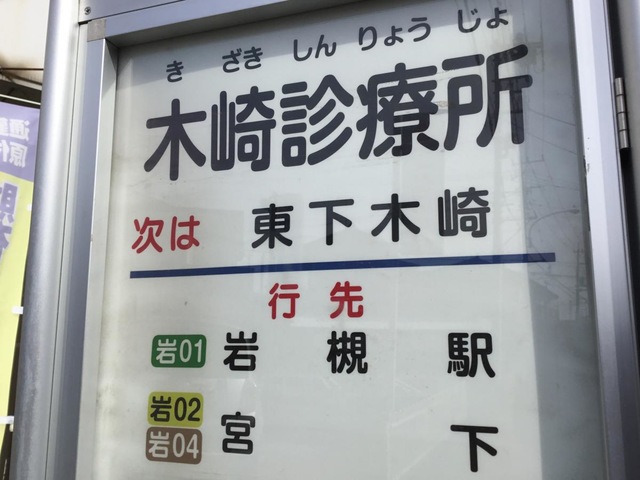 きざきしんりょうじょ
木崎診療所
次は 東下木崎
行先
岩01 岩槻駅
岩02
岩04 宮下